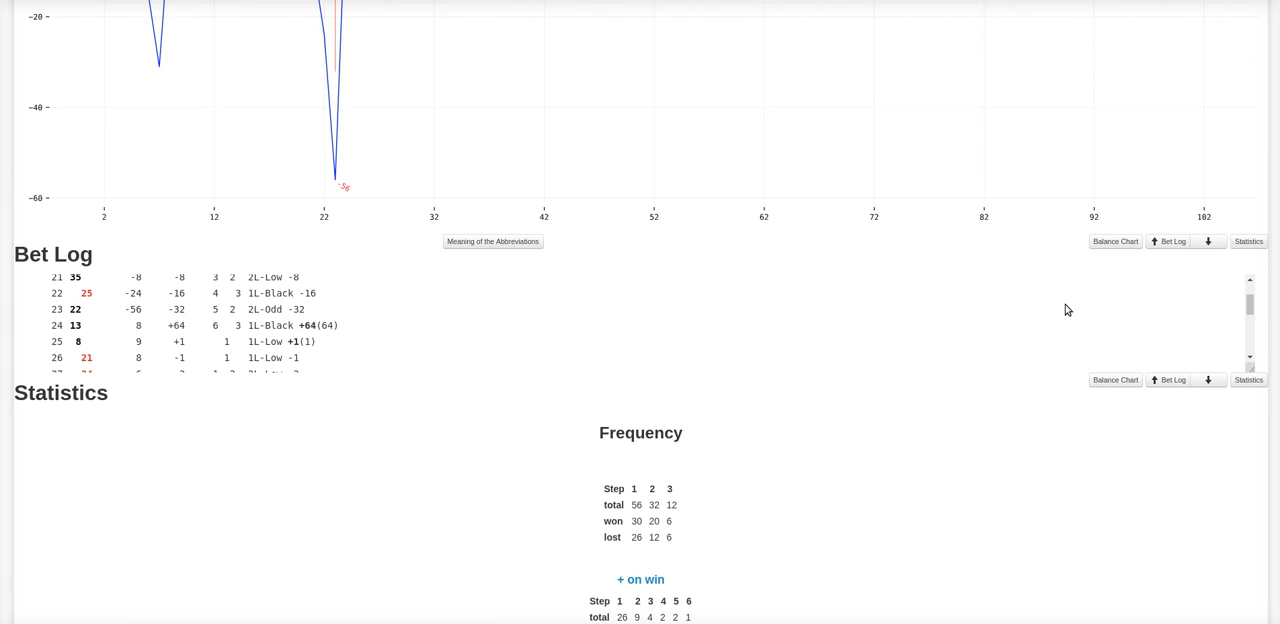 −20
−40
-56
−60
2 12 22 32 42 52 62 72 82 92 102
Meaning of the Abbreviations
Balance Chart Bet Log Statistics
Bet Log
21 35 -8 -8 3 2 2L-Low -8
22 25 -24 -16 4 3 1L-Black -16
23 22 -56 -32 5 2 2L-Odd -32
24 13 8 +64 6 3 1L-Black +64(64)
25 8 9 +1 1 1L-Low +1(1)
26 21 8 -1 1 1L-Low -1
Balance Chart Bet Log Statistics
Statistics
Frequency
Step 1 2 3
total 56 32 12
won 30 20 6
lost 26 12 6
+ on win
Step 1 2 3 4 5 6
total 26 9 4 2 2 1